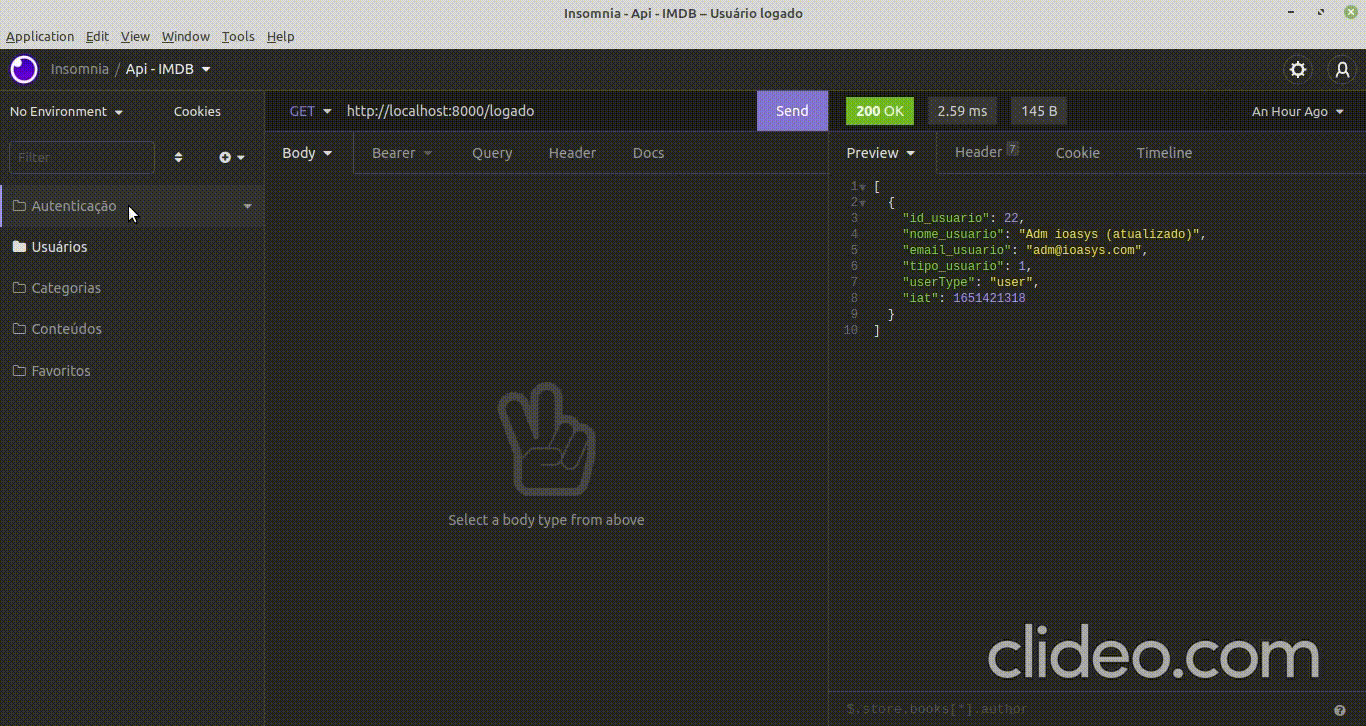 Insomnia - Api - IMDB – Usuário logado
Application Edit View Window Tools Help
Insomnia / Api - IMDB
No Environment Cookies
GET http://localhost:8000/logado Send
200 OK 2.59 ms 145 B An Hour Ago
Filter
Body Bearer Query Header Docs
Preview Header 7 Cookie Timeline
Autenticação
Usuários
Categorias
Conteúdos
Favoritos
Select a body type from above
1 [
2 {
3 "id_usuario": 22,
4 "nome_usuario": "Adm ioasys (atualizado)",
5 "email_usuario": "adm@ioasys.com",
6 "tipo_usuario": 1,
7 "userType": "user",
8 "iat": 1651421318
9 }
10 ]
clideo.com
$.store.books[*].author